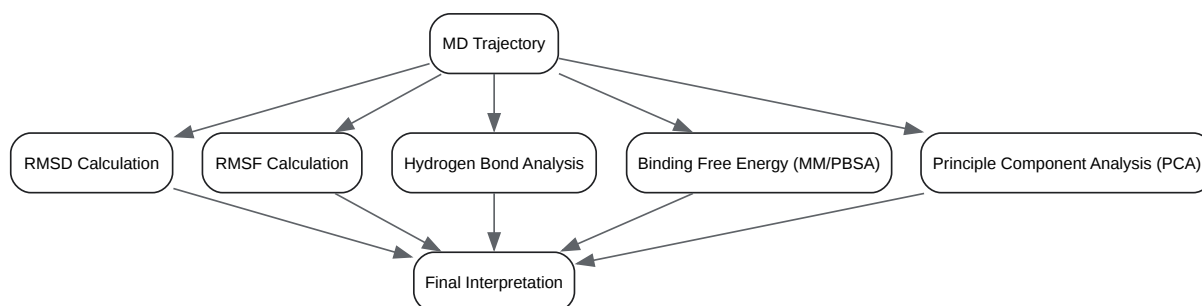 MD Trajectory
RMSD Calculation
RMSF Calculation
Hydrogen Bond Analysis
Binding Free Energy (MM/PBSA)
Principle Component Analysis (PCA)
Final Interpretation